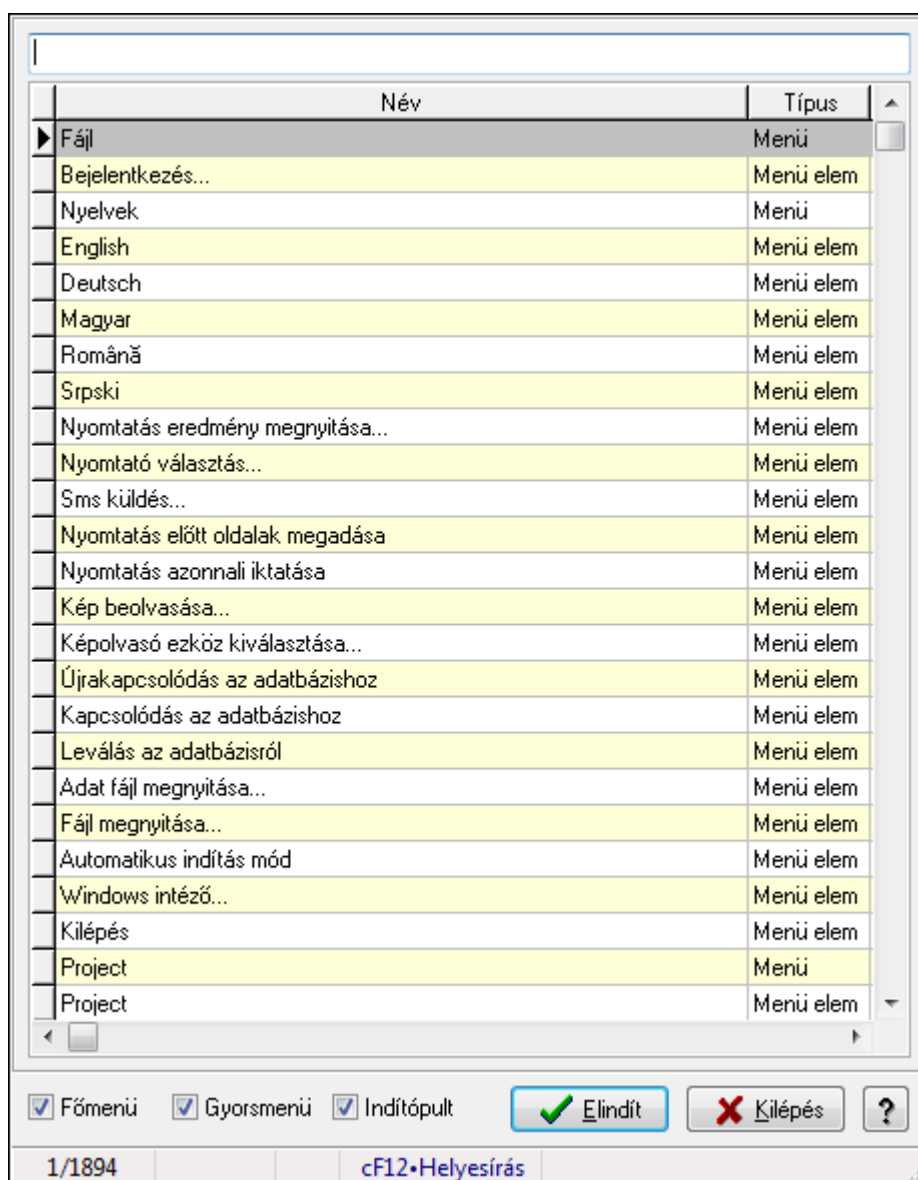 Név Típus
Fájl Menü
Bejelentkezés... Menü elem
Nyelvek Menü
English Menü elem
Deutsch Menü elem
Magyar Menü elem
Română Menü elem
Srpski Menü elem
Nyomtatás eredmény megnyitása... Menü elem
Nyomtató választás... Menü elem
Sms küldés... Menü elem
Nyomtatás előtt oldalak megadása Menü elem
Nyomtatás azonnali iktatása Menü elem
Kép beolvasása... Menü elem
Képolvasó ezköz kiválasztása... Menü elem
Újrakapcsolódás az adatbázishoz Menü elem
Kapcsolódás az adatbázishoz Menü elem
Leválás az adatbázisról Menü elem
Adat fájl megnyitása... Menü elem
Fájl megnyitása... Menü elem
Automatikus indítás mód Menü elem
Windows intéző... Menü elem
Kilépés Menü elem
Project Menü
Project Menü elem
Főmenü Gyorsmenü Indítópult Elindít Kilépés ?
1/1894 cF12•Helyesírás